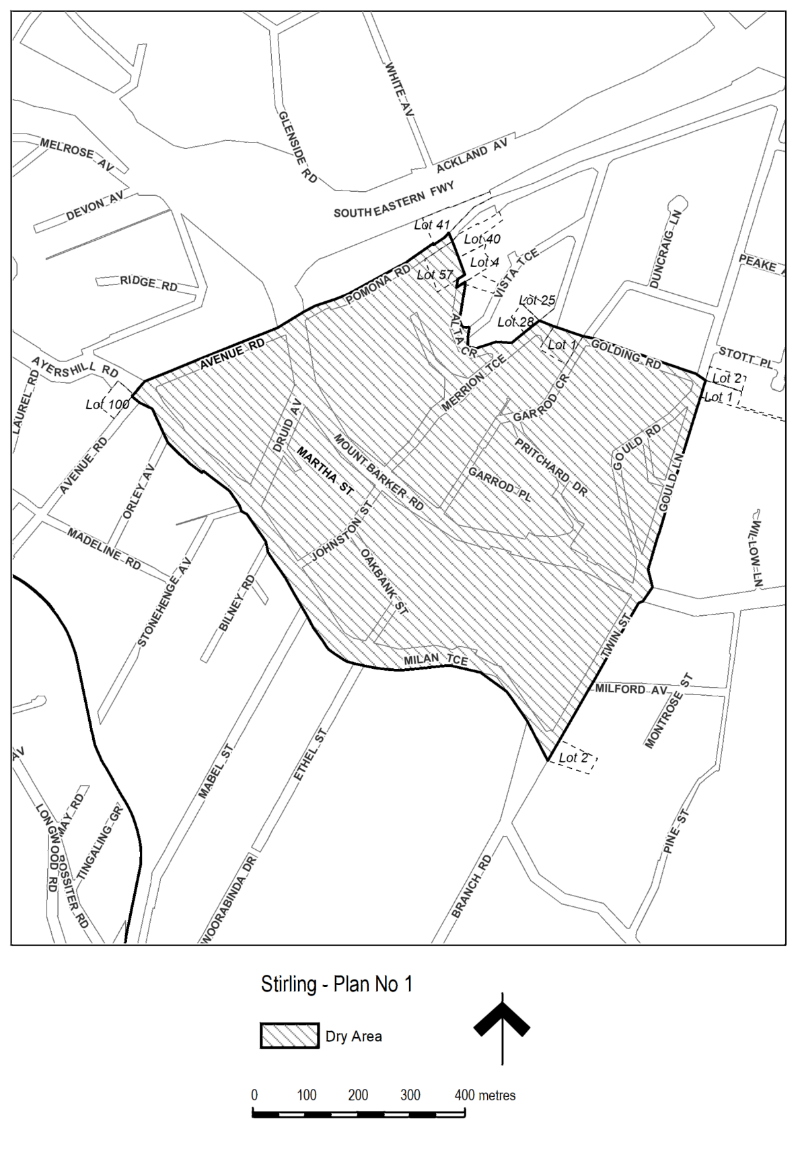 WHITE AV
GLENSIDE RD
ACKLAND AV
MELROSE AV
SOUTH EASTERN FWY
DEVON AV
Lot 41
Lot 40
DUNCRAIG LN
Lot 4
PEAKE
VISTA TCE
Lot 57
POMONA RD
RIDGE RD
Lot 25
Lot 28
ALTA CR
Lot 1
GOLDING RD
AVENUE RD
STOTT PL
AYERSHILL RD
MERRION TCE
Lot 2
LAUREL RD
GARROD CR
Lot 1
Lot 100
DRUID AV
GOULD RD
MOUNT BARKER RD
PRITCHARD DR
AVENUE RD
MARTHA ST
GARROD PL
GOULD LN
ORLEY AV
JOHNSTON ST
WILLOW LN
MADELINE RD
OAKBANK ST
STONEHENGE AV
BILNEY RD
TWIN ST
MILAN TCE
MILFORD AV
MONTROSE ST
AV
ETHEL ST
Lot 2
MABEL ST
MAY RD
TINGALING GR
LONGWOOD RD
ROSSITER RD
PINE ST
WOORABINDA DR
BRANCH RD
Stirling - Plan No 1
Dry Area
0 100 200 300 400 metres